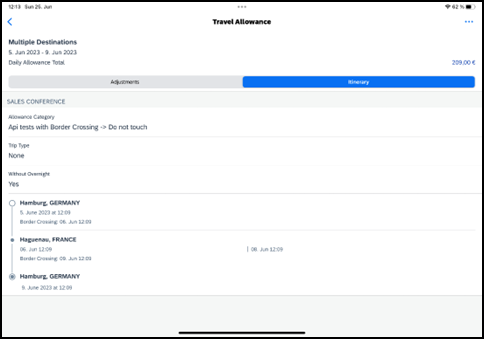 12:13 Sun 25. Jun
62 %
Travel Allowance
Multiple Destinations
5. Jun 2023 - 9. Jun 2023
Daily Allowance Total 209,00 €
Adjustments Itinerary
SALES CONFERENCE
Allowance Category
Api tests with Border Crossing -> Do not touch
Trip Type
None
Without Overnight
Yes
Hamburg, GERMANY
5. June 2023 at 12:09
Border Crossing: 06. Jun 12:09
Haguenau, FRANCE
06. Jun 12:09 | 08. Jun 12:09
Border Crossing: 09. Jun 12:09
Hamburg, GERMANY
9. June 2023 at 12:09